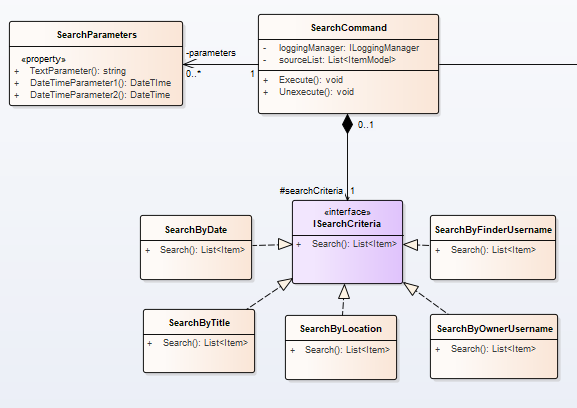 SearchParameters
«property»
+ TextParameter(): string
+ DateTimeParameter1(): DateTIme
+ DateTimeParameter2(): DateTime
-parameters
0..*
1
SearchCommand
- loggingManager: ILoggingManager
- sourceList: List<ItemModel>
+ Execute(): void
+ Unexecute(): void
0..1
#searchCriteria
1
«interface»
ISearchCriteria
+ Search(): List<Item>
SearchByDate
+ Search(): List<Item>
SearchByFinderUsername
+ Search(): List<Item>
SearchByTitle
+ Search(): List<Item>
SearchByLocation
+ Search(): List<Item>
SearchByOwnerUsername
+ Search(): List<Item>